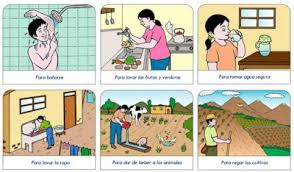 Para bañarse
Para lavar las frutas y verduras
Para tomar agua segura
Para lavar la ropa
Para dar de beber a los animales
Para regar los cultivos